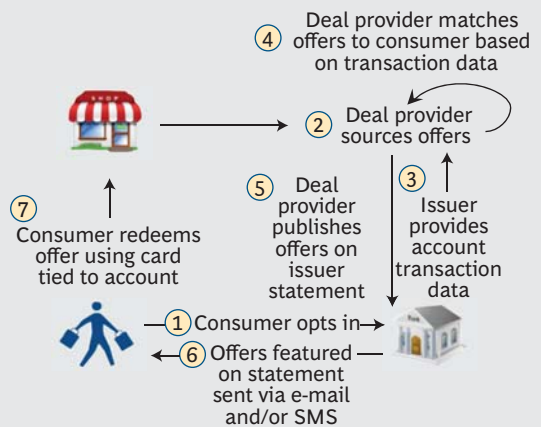 4 Deal provider matches
offers to consumer based
on transaction data
SHOP
2 Deal provider
sources offers
5 Deal
provider
publishes
offers on
issuer
statement
3
Issuer
provides
account
transaction
data
7
Consumer redeems
offer using card
tied to account
1 Consumer opts in
6 Offers featured
on statement
sent via e-mail
and/or SMS